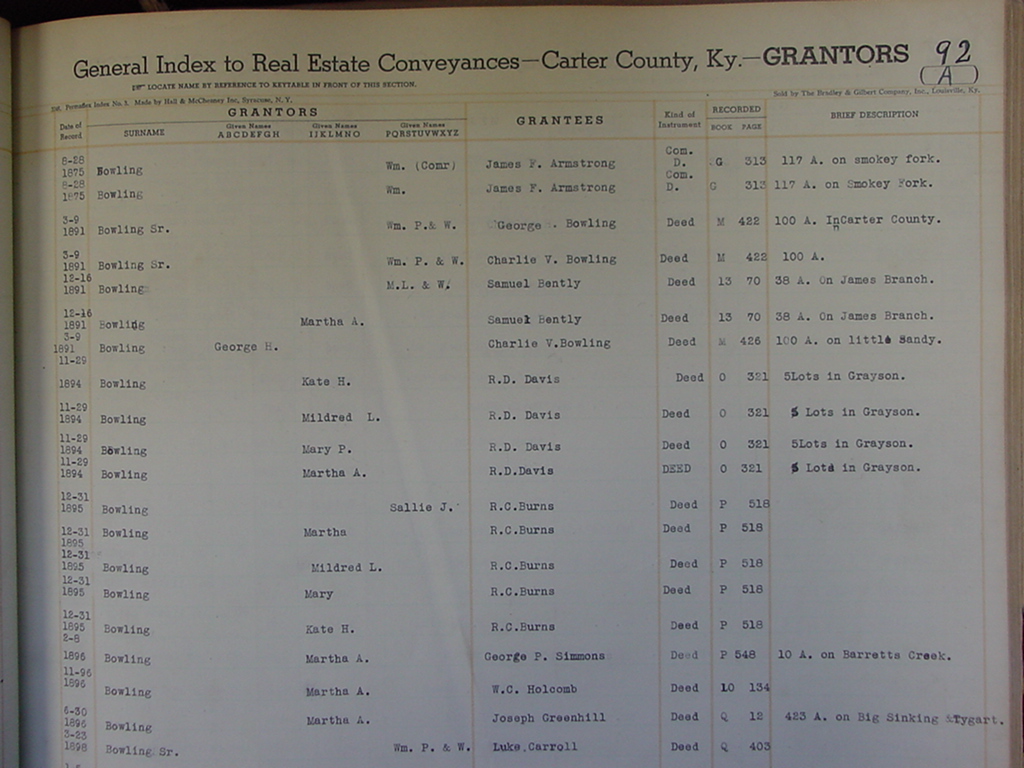 General Index to Real Estate Conveyances—Carter County, Ky.—GRANTORS 92
(A)
LOCATE NAME BY REFERENCE TO KEYTABLE IN FRONT OF THIS SECTION.
Index No. 1. Made by Hall & McChesney Inc, Syracuse, N. Y. Sold by The Bradley & Gilbert Company, Inc., Louisville, Ky.
GRANTORS GRANTEES Kind of Instrument RECORDED BRIEF DESCRIPTION
Date of Record SURNAME Given Names ABCDEFGH Given Names IJKLMNO Given Names PQRSTUVWXYZ BOOK PAGE
8-28 1875 Bowling Wm. (Comr) James F. Armstrong Com. D. G 313 117 A. on smokey fork.
8-28 1875 Bowling Wm. James F. Armstrong Com. D. G 313 117 A. on Smokey Fork.
3-9 1891 Bowling Sr. Wm. P.& W. George . Bowling Deed M 422 100 A. In Carter County.
3-9 1891 Bowling Sr. Wm. P. & W. Charlie V. Bowling Deed M 422 100 A.
12-16 1891 Bowling M.L. & W. Samuel Bently Deed 13 70 38 A. On James Branch.
12-16 1891 Bowling Martha A. Samuel Bently Deed 13 70 38 A. On James Branch.
3-9 1891 Bowling George H. Charlie V.Bowling Deed M 426 100 A. on little Sandy.
11-29 1894 Bowling Kate H. R.D. Davis Deed O 321 5Lots in Grayson.
11-29 1894 Bowling Mildred L. R.D. Davis Deed O 321 5 Lots in Grayson.
11-29 1894 Bowling Mary P. R.D. Davis Deed O 321 5Lots in Grayson.
11-29 1894 Bowling Martha A. R.D.Davis DEED O 321 5 Lots in Grayson.
12-31 1895 Bowling Sallie J. R.C.Burns Deed P 518
12-31 1895 Bowling Martha R.C.Burns Deed P 518
12-31 1895 Bowling Mildred L. R.C.Burns Deed P 518
12-31 1895 Bowling Mary R.C.Burns Deed P 518
12-31 1895 Bowling Kate H. R.C.Burns Deed P 518
2-8 1896 Bowling Martha A. George P. Simmons Deed P 548 10 A. on Barretts Creek.
11-96 1896 Bowling Martha A. W.C. Holcomb Deed 10 134
6-30 1896 Bowling Martha A. Joseph Greenhill Deed Q 12 423 A. on Big Sinking &Tygart.
3-23 1898 Bowling Sr. Wm. P. & W. Luke Carroll Deed Q 403